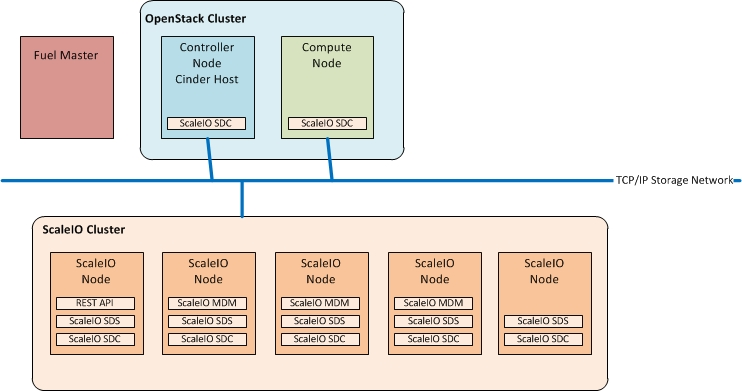 OpenStack Cluster
Fuel Master
Controller
Node
Cinder Host
ScaleIO SDC
Compute
Node
ScaleIO SDC
TCP/IP Storage Network
ScaleIO Cluster
ScaleIO
Node
REST API
ScaleIO SDS
ScaleIO SDC
ScaleIO
Node
ScaleIO MDM
ScaleIO SDS
ScaleIO SDC
ScaleIO
Node
ScaleIO MDM
ScaleIO SDS
ScaleIO SDC
ScaleIO
Node
ScaleIO MDM
ScaleIO SDS
ScaleIO SDC
ScaleIO
Node
ScaleIO SDS
ScaleIO SDC